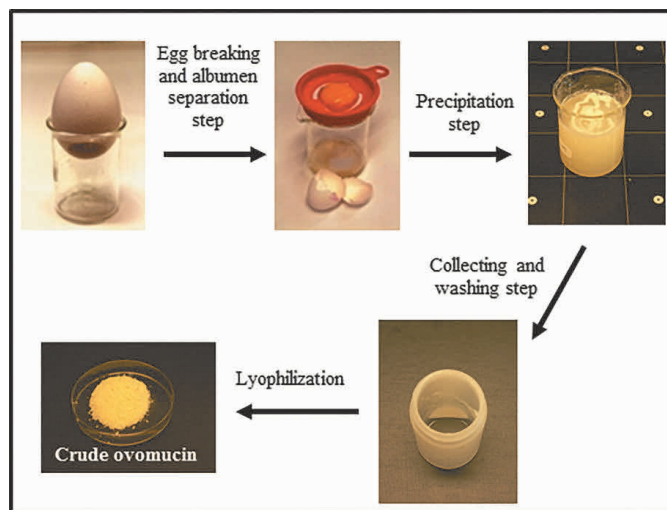 Egg breaking
and albumen
separation
step
Precipitation
step
Collecting and
washing step
Lyophilization
Crude ovomucin